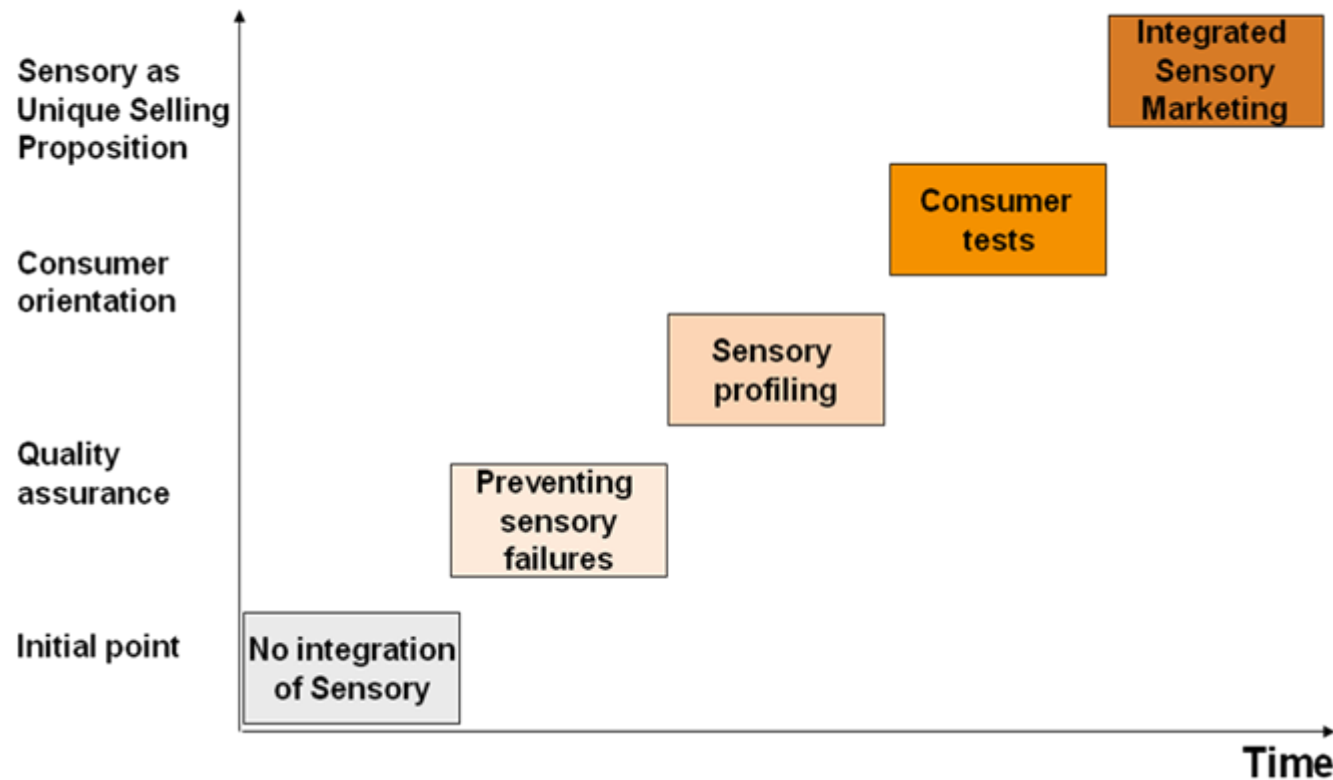 Sensory as
Unique Selling
Proposition
Consumer
orientation
Quality
assurance
Initial point
Integrated
Sensory
Marketing
Consumer
tests
Sensory
profiling
Preventing
sensory
failures
No integration
of Sensory
Time